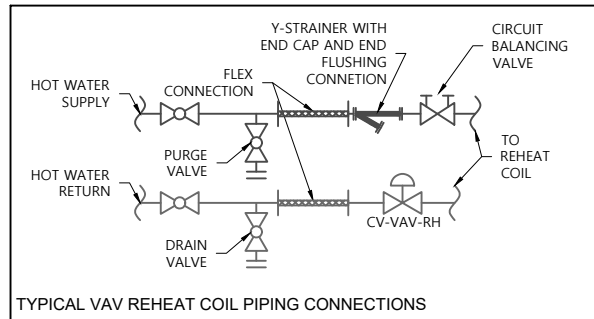 Y-STRAINER WITH
END CAP AND END
FLUSHING
CONNETION
CIRCUIT
BALANCING
VALVE
FLEX
CONNECTION
HOT WATER
SUPPLY
PURGE
VALVE
TO
REHEAT
COIL
HOT WATER
RETURN
CV-VAV-RH
DRAIN
VALVE
TYPICAL VAV REHEAT COIL PIPING CONNECTIONS